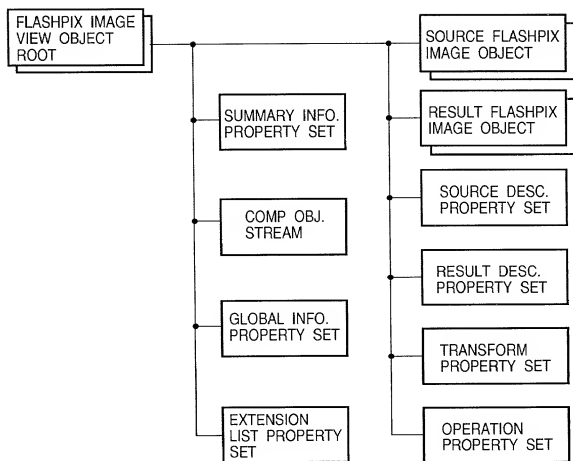 FLASHPIX IMAGE
VIEW OBJECT
ROOT
SUMMARY INFO.
PROPERTY SET
COMP OBJ.
STREAM
GLOBAL INFO.
PROPERTY SET
EXTENSION
LIST PROPERTY
SET
SOURCE FLASHPIX
IMAGE OBJECT
RESULT FLASHPIX
IMAGE OBJECT
SOURCE DESC.
PROPERTY SET
RESULT DESC.
PROPERTY SET
TRANSFORM
PROPERTY SET
OPERATION
PROPERTY SET